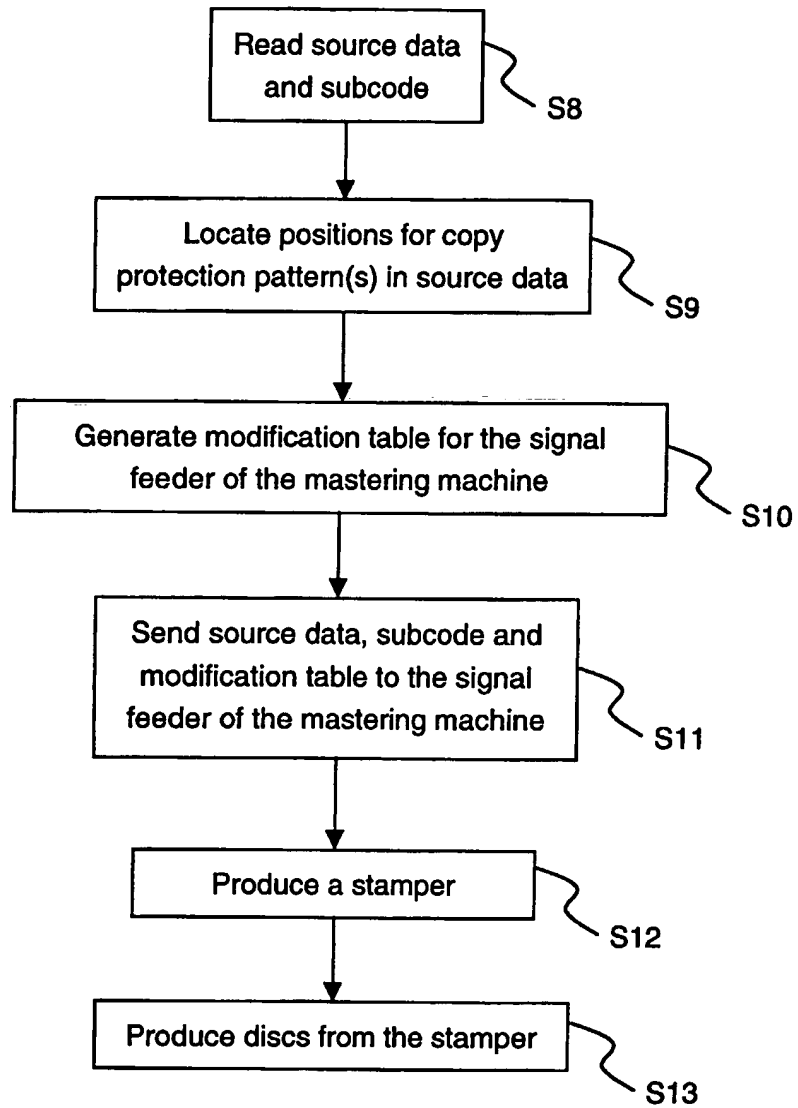 Read source data
and subcode
S8
Locate positions for copy
protection pattern(s) in source data
S9
Generate modification table for the signal
feeder of the mastering machine
S10
Send source data, subcode and
modification table to the signal
feeder of the mastering machine
S11
Produce a stamper
S12
Produce discs from the stamper
S13